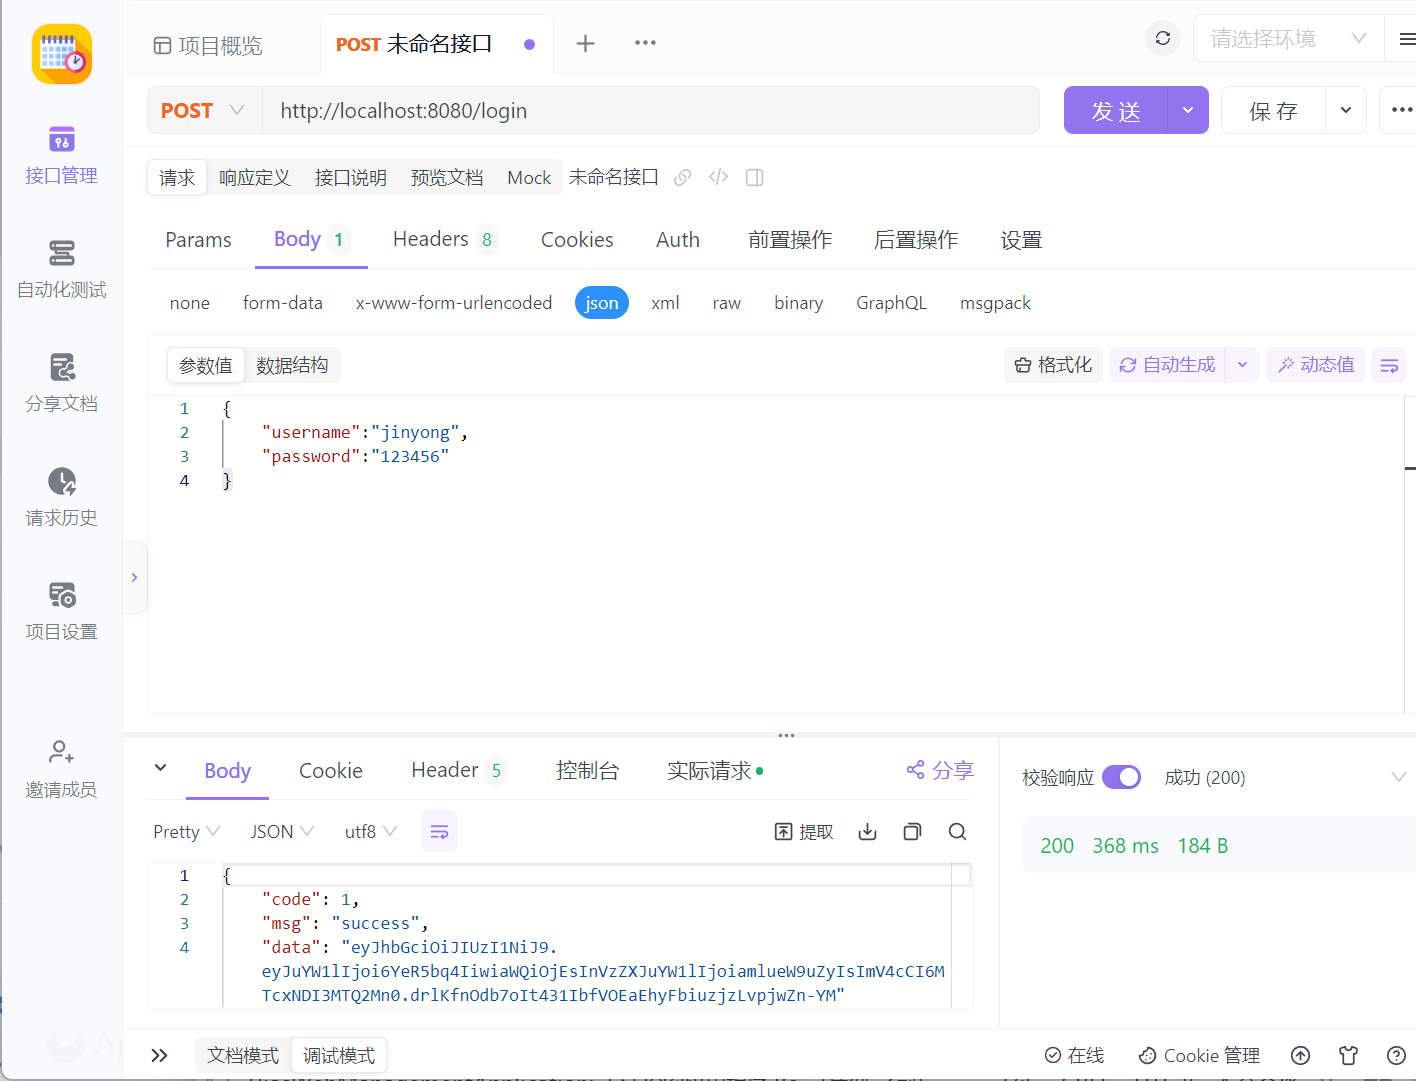 项目概览
POST 未命名接口
请选择环境
POST
http://localhost:8080/login
发 送
保 存
接口管理
请求
响应定义
接口说明
预览文档
Mock
未命名接口
Params
Body 1
Headers 8
Cookies
Auth
前置操作
后置操作
设置
自动化测试
none
form-data
x-www-form-urlencoded
json
xml
raw
binary
GraphQL
msgpack
参数值
数据结构
格式化
自动生成
动态值
分享文档
1 {
2 "username":"jinyong",
3 "password":"123456"
4 }
请求历史
项目设置
邀请成员
Body
Cookie
Header 5
控制台
实际请求
分享
校验响应
成功 (200)
Pretty
JSON
utf8
提取
200 368 ms 184 B
1 {
2 "code": 1,
3 "msg": "success",
4 "data": "eyJhbGciOiJIUzI1NiJ9.
eyJuYW1lIjoi6YeR5bq4IiwiaWQiOjEsInVzZXJuYW1lIjoiamlueW9uZyIsImV4cCI6M
TcxNDI3MTQ2Mn0.drlKfnOdb7oIt431IbfVOEaEhyFbiuzjzLvpjwZn-YM"
文档模式
调试模式
在线
Cookie 管理